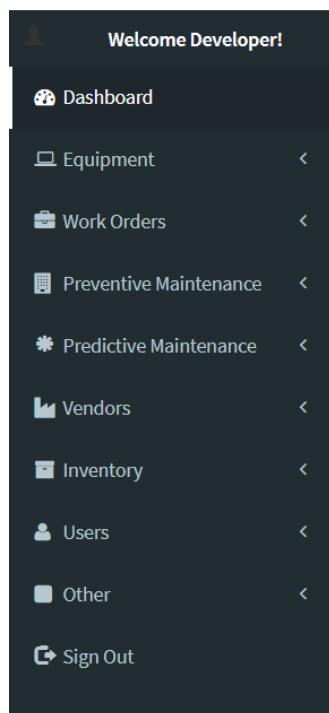 Welcome Developer!
Dashboard
Equipment
Work Orders
Preventive Maintenance
Predictive Maintenance
Vendors
Inventory
Users
Other
Sign Out